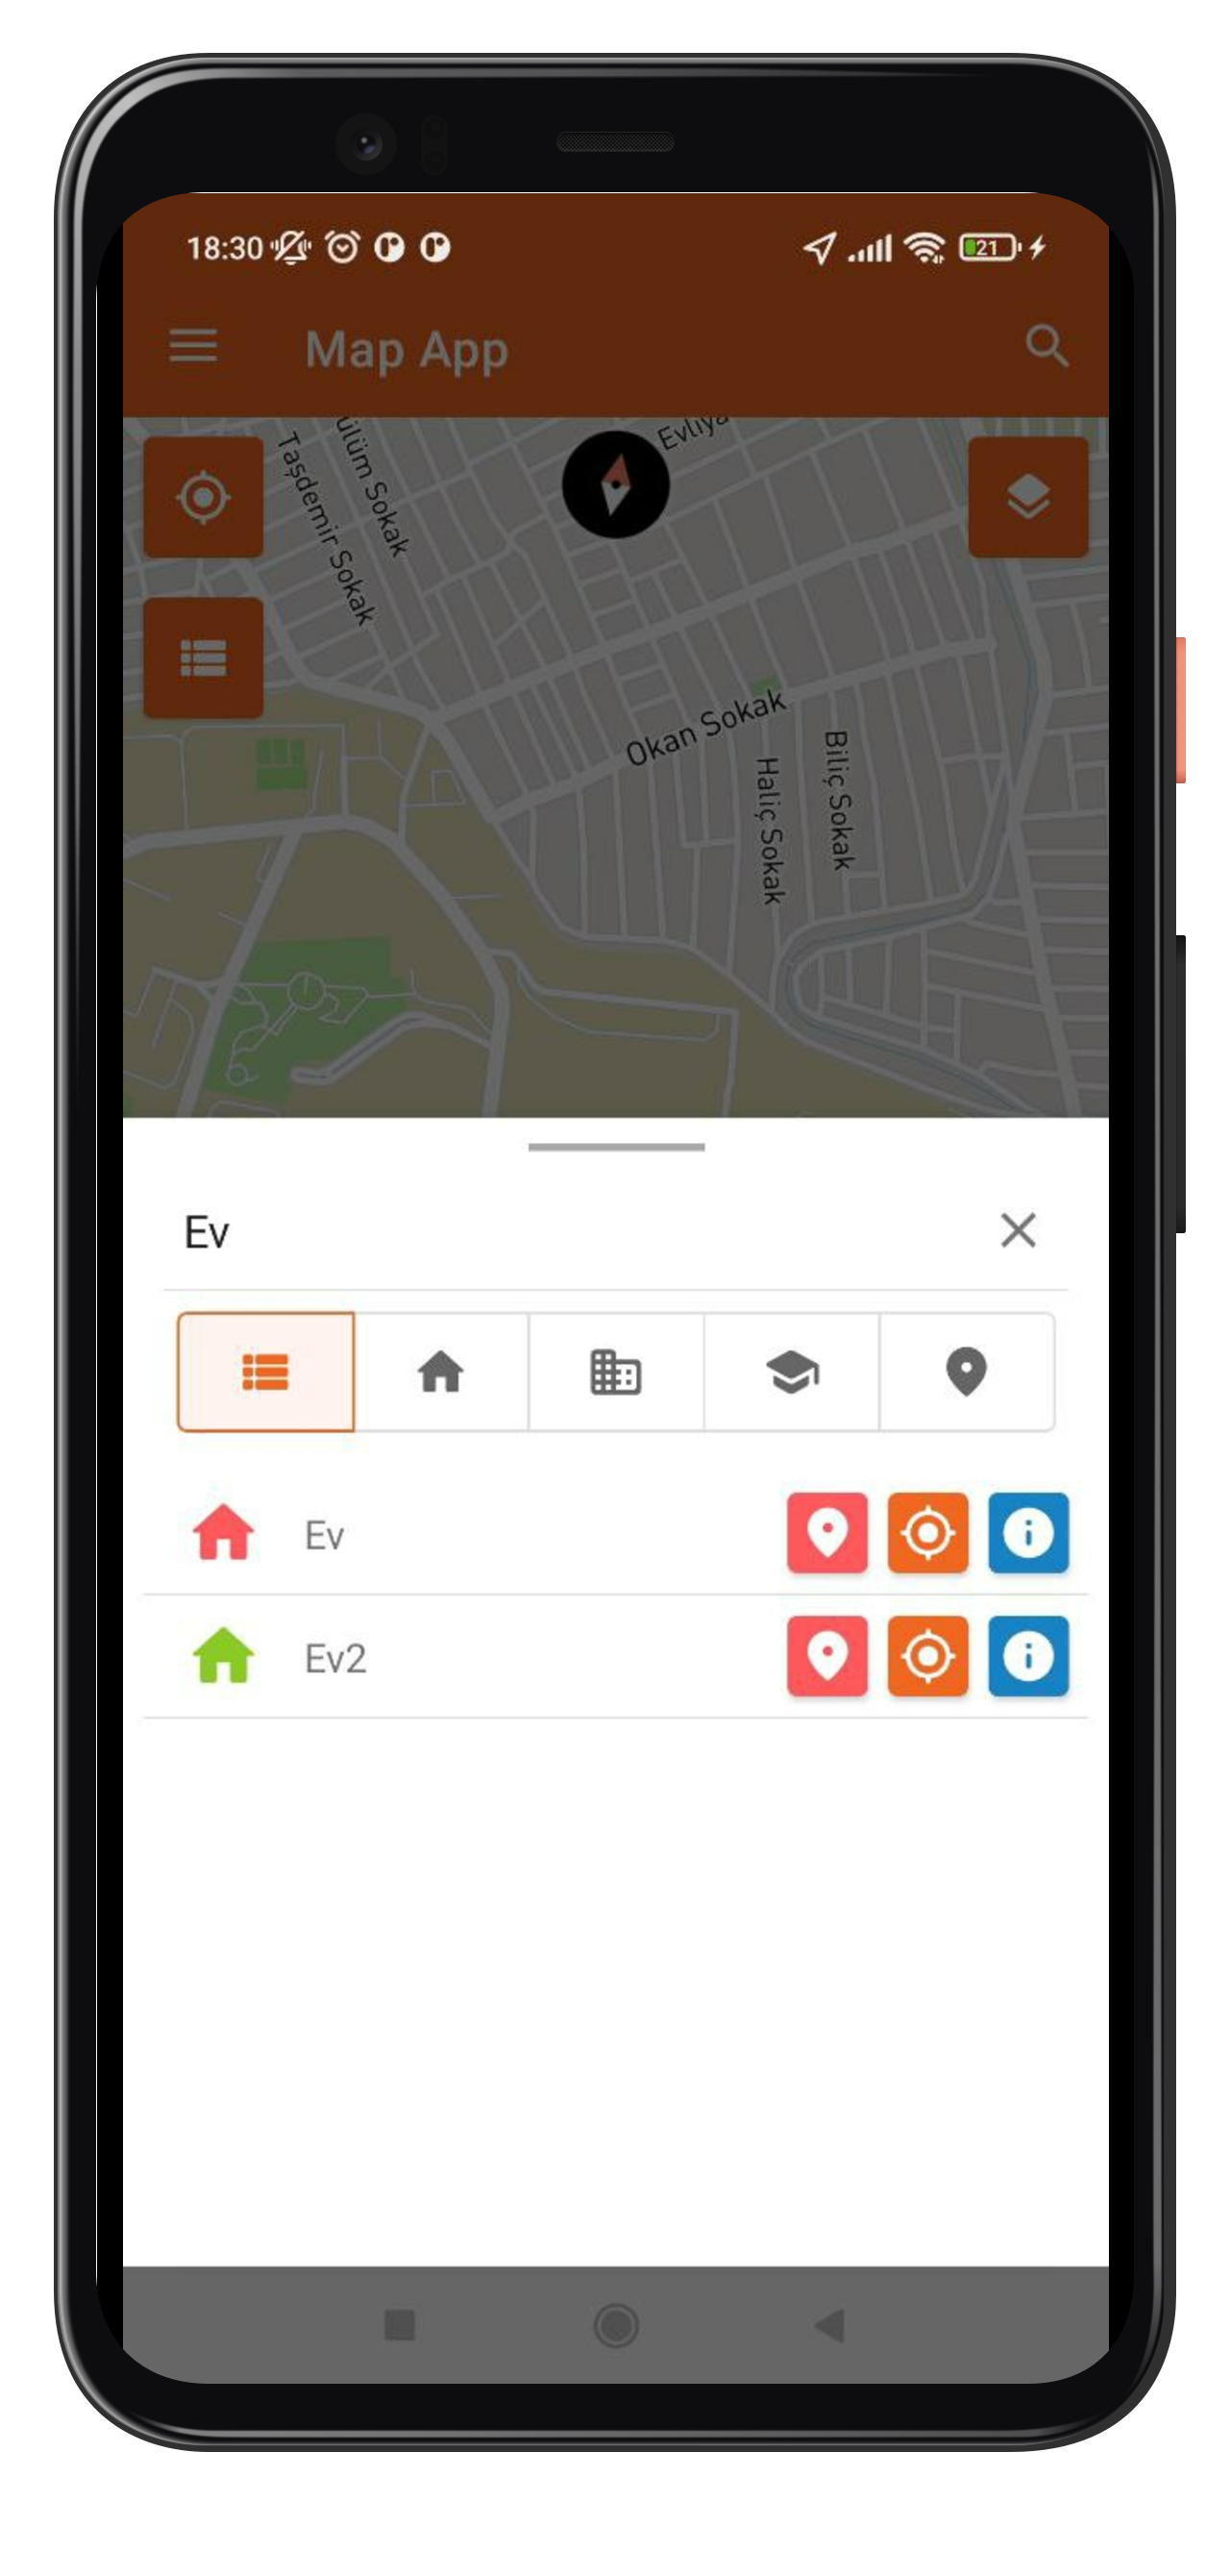 18:30
21
Map App
Evliya
ülüm Sokak
Taşdemir Sokak
Okan Sokak
Biliç Sokak
Haliç Sokak
Ev
Ev
Ev2